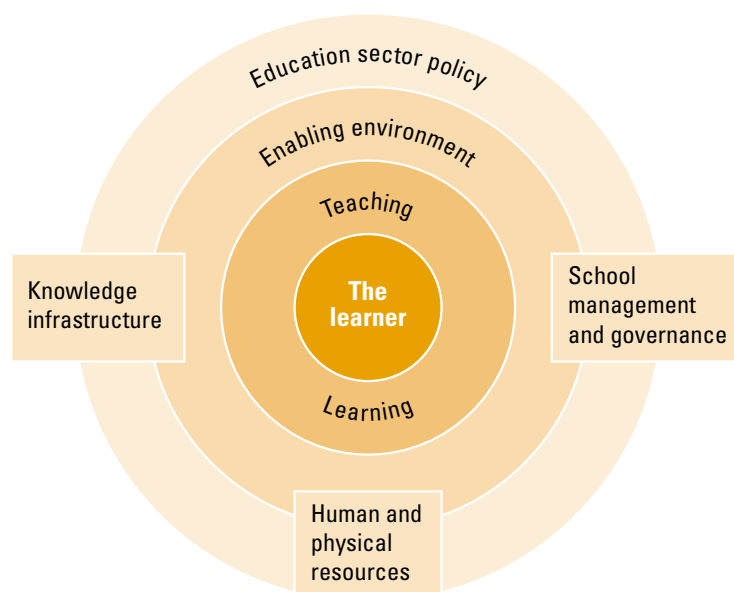 Education sector policy
Enabling environment
Teaching
The
learner
Knowledge
infrastructure
School
management
and governance
Learning
Human and
physical
resources